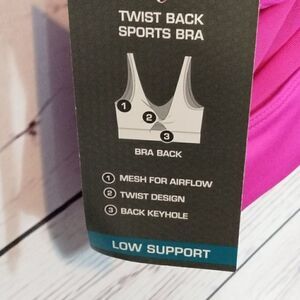 TWIST BACK
SPORTS BRA
1
2
3
BRA BACK
1 MESH FOR AIRFLOW
2 TWIST DESIGN
3 BACK KEYHOLE
LOW SUPPORT